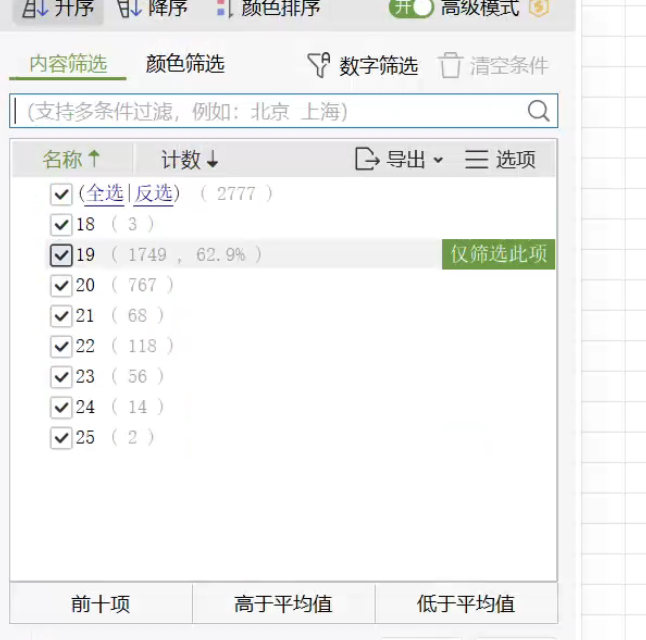 升序 降序 颜色排序 开 高级模式
内容筛选 颜色筛选 数字筛选 清空条件
(支持多条件过滤，例如：北京 上海)
名称 计数 导出 选项
(全选|反选) ( 2777 )
18 ( 3 )
19 ( 1749 , 62.9% ) 仅筛选此项
20 ( 767 )
21 ( 68 )
22 ( 118 )
23 ( 56 )
24 ( 14 )
25 ( 2 )
前十项 高于平均值 低于平均值